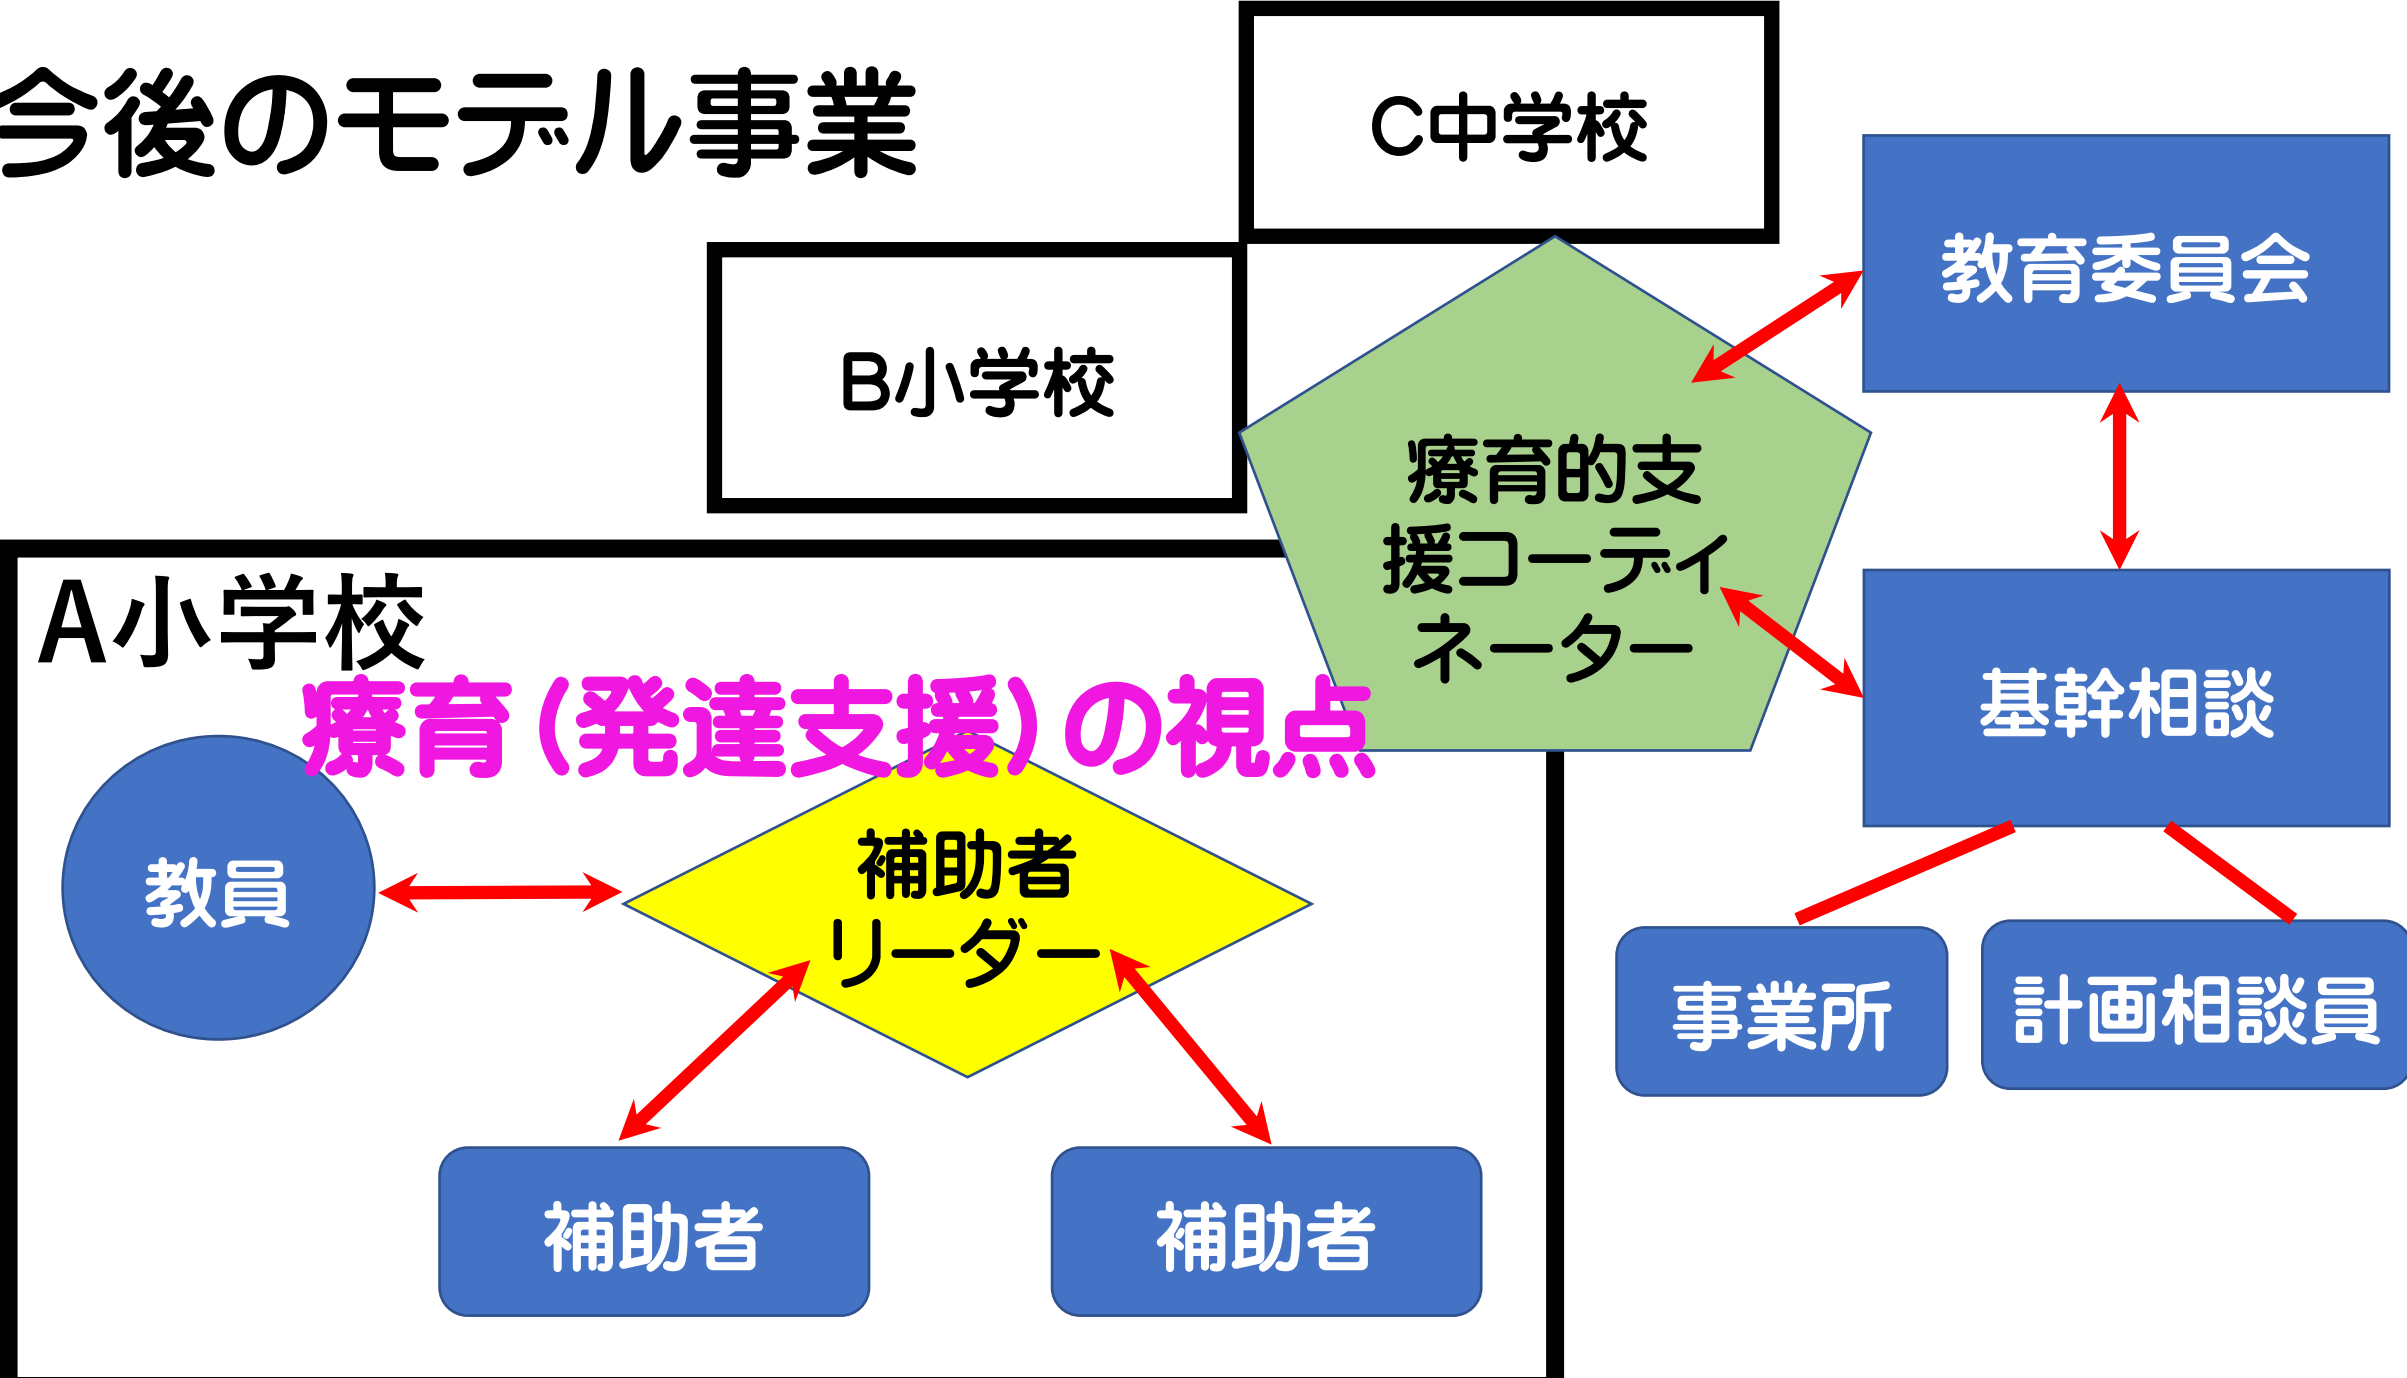 今後のモデル事業
C中学校
教育委員会
B小学校
療育的支
援コーディ
ネーター
A小学校
療育(発達支援)の視点
基幹相談
教員
補助者
リーダー
事業所
計画相談員
補助者
補助者